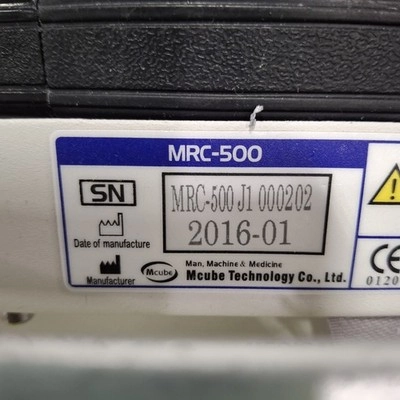 MRC-500
SN
MRC-500 J1 000202
Date of manufacture
2016-01
Manufacturer
Mcube
Man, Machine & Medicine
Mcube Technology Co., Ltd.
CE
0120